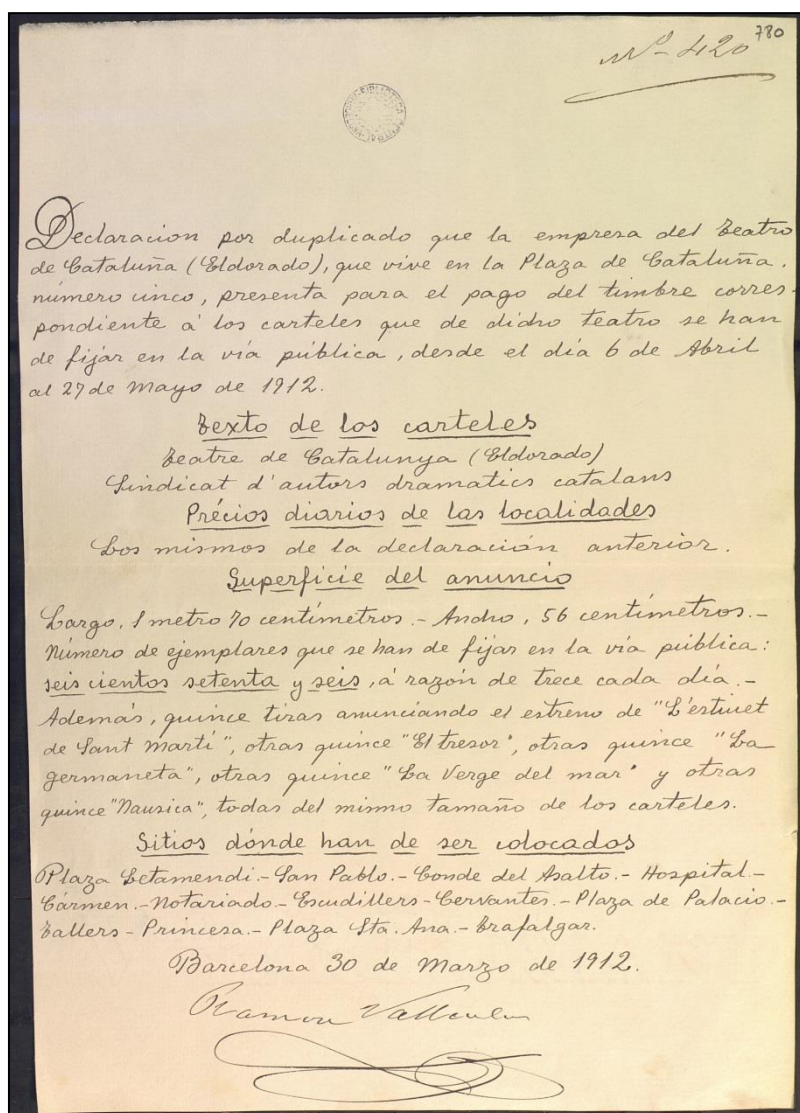 780
Nº - 420
Declaracion por duplicado que la empresa del Teatro
de Cataluña (Eldorado), que vive en la Plaza de Cataluña,
número cinco, presenta para el pago del timbre corres-
pondiente á los carteles que de dicho teatro se han
de fijár en la vía pública, desde el día 6 de Abril
al 27 de Mayo de 1912.
Texto de los carteles
Teatre de Catalunya (Eldorado)
Sindicat d'autors dramatics catalans
Précios diarios de las localidades
Los mismos de la declaración anterior.
Superficie del anuncio
Largo, 1 metro 70 centímetros. - Ancho, 56 centímetros. -
Número de ejemplares que se han de fijar en la vía pública:
seis cientos setenta y seis, á razón de trece cada día. -
Además, quince tiras anunciando el estreno de "L'estiuet
de Sant Martí", otras quince "El tresor", otras quince "La
germaneta", otras quince "La Verge del mar" y otras
quince "Nausica", todas del mismo tamaño de los carteles.
Sitios dónde han de ser colocados
Plaza Letamendi. - San Pablo. - Conde del Asalto. - Hospital. -
Cármen. - Notariado. - Escudillers - Cervantes. - Plaza de Palacio. -
Tallers - Princesa. - Plaza Sta. Ana. - Trafalgar.
Barcelona 30 de Marzo de 1912.
Ramon